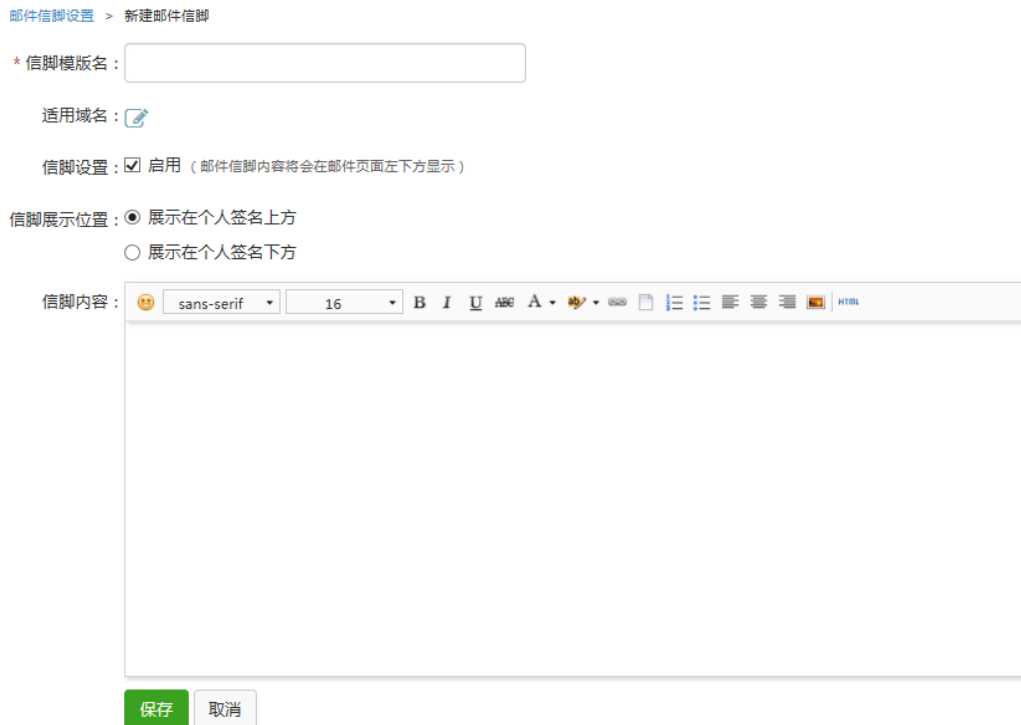 邮件信脚设置 > 新建邮件信脚
* 信脚模版名：
适用域名：
信脚设置： 启用 （ 邮件信脚内容将会在邮件页面左下方显示 ）
信脚展示位置： 展示在个人签名上方
展示在个人签名下方
信脚内容： sans-serif 16 B I U ABC A ab HTML
保存 取消